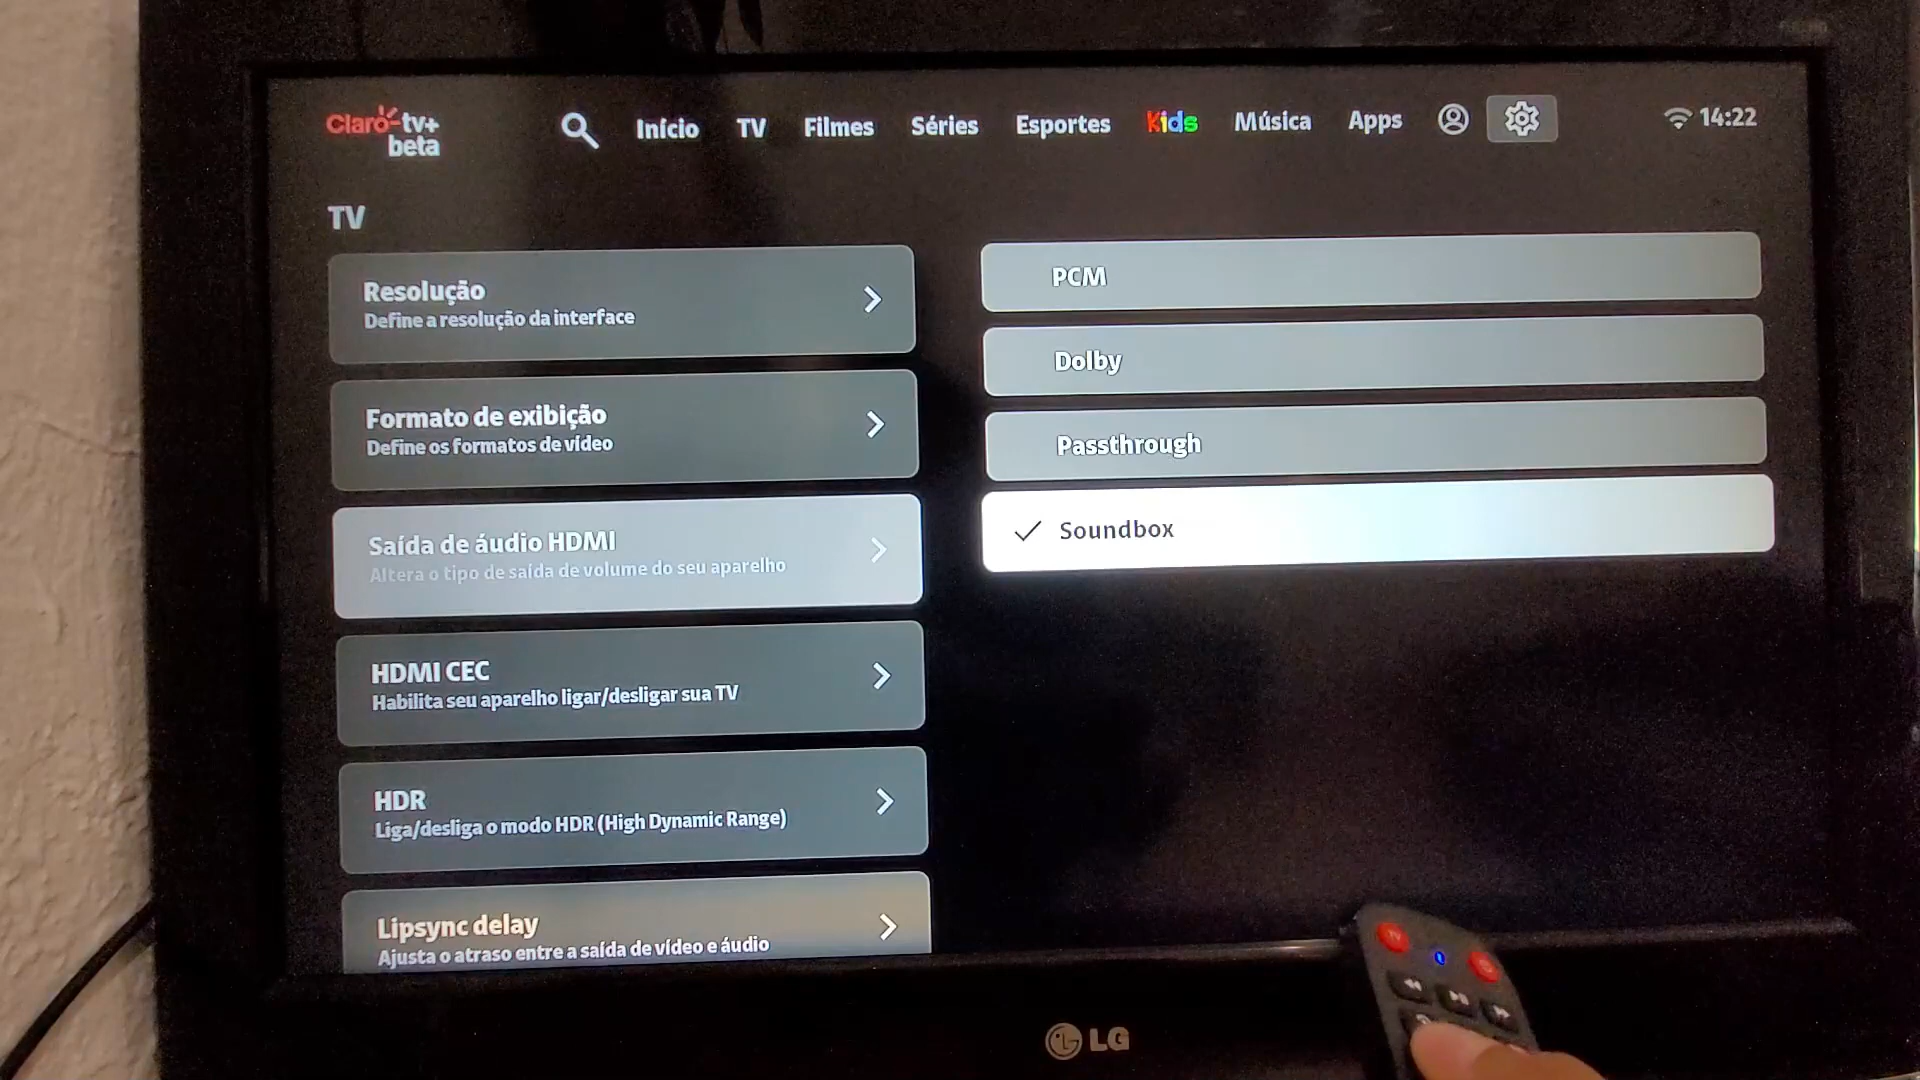 Claro tv+
beta
Início TV Filmes Séries Esportes Kids Música Apps 14:22
TV
Resolução
Define a resolução da interface
Formato de exibição
Define os formatos de vídeo
Saída de áudio HDMI
Altera o tipo de saída de volume do seu aparelho
HDMI CEC
Habilita seu aparelho ligar/desligar sua TV
HDR
Liga/desliga o modo HDR (High Dynamic Range)
Lipsync delay
Ajusta o atraso entre a saída de vídeo e áudio
PCM
Dolby
Passthrough
Soundbox
LG